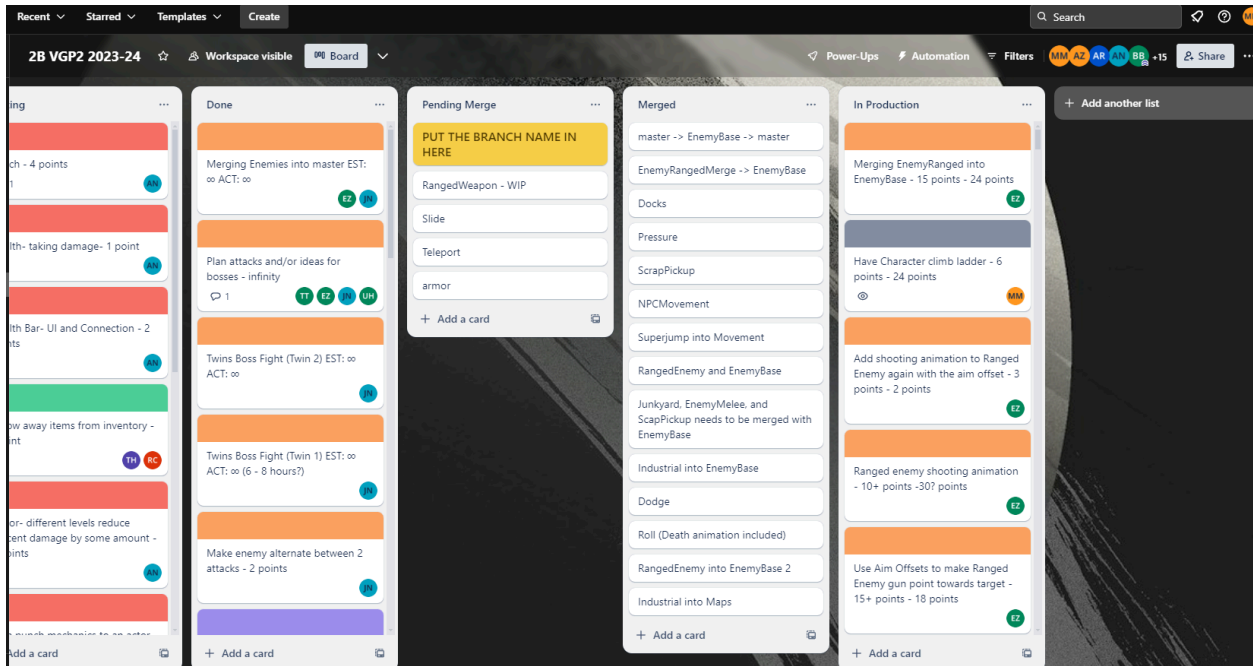 Recent Starred Templates Create Search
2B VGP2 2023-24 Workspace visible Board Power-Ups Automation Filters MM AZ AR AN BB +15 Share
ing
ch - 4 points
1
AN
lth- taking damage- 1 point
AN
lth Bar- UI and Connection - 2
nts
AN
ow away items from inventory -
int
TH RC
or- different levels reduce
cent damage by some amount -
oints
AN
punch mechanics to an actor
Add a card
Done
Merging Enemies into master EST:
∞ ACT: ∞
EZ JN
Plan attacks and/or ideas for
bosses - infinity
1
TT EZ JN UH
Twins Boss Fight (Twin 2) EST: ∞
ACT: ∞
JN
Twins Boss Fight (Twin 1) EST: ∞
ACT: ∞ (6 - 8 hours?)
JN
Make enemy alternate between 2
attacks - 2 points
JN
+ Add a card
Pending Merge
PUT THE BRANCH NAME IN
HERE
RangedWeapon - WIP
Slide
Teleport
armor
+ Add a card
Merged
master -> EnemyBase -> master
EnemyRangedMerge -> EnemyBase
Docks
Pressure
ScrapPickup
NPCMovement
Superjump into Movement
RangedEnemy and EnemyBase
Junkyard, EnemyMelee, and
ScapPickup needs to be merged with
EnemyBase
Industrial into EnemyBase
Dodge
Roll (Death animation included)
RangedEnemy into EnemyBase 2
Industrial into Maps
+ Add a card
In Production
Merging EnemyRanged into
EnemyBase - 15 points - 24 points
EZ
Have Character climb ladder - 6
points - 24 points
MM
Add shooting animation to Ranged
Enemy again with the aim offset - 3
points - 2 points
EZ
Ranged enemy shooting animation
- 10+ points -30? points
EZ
Use Aim Offsets to make Ranged
Enemy gun point towards target -
15+ points - 18 points
EZ
+ Add a card
+ Add another list